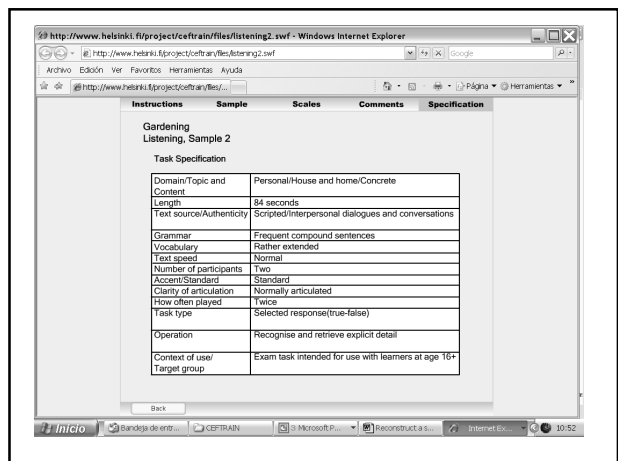 http://www.helsinki.fi/project/ceftrain/files/listening2.swf - Windows Internet Explorer
http://www.helsinki.fi/project/ceftrain/files/listening2.swf
Google
Archivo Edición Ver Favoritos Herramientas Ayuda
http://www.helsinki.fi/project/ceftrain/files/...
Página Herramientas
Instructions Sample Scales Comments Specification
Gardening
Listening, Sample 2
Task Specification
Domain/Topic and Content Personal/House and home/Concrete
Length 84 seconds
Text source/Authenticity Scripted/Interpersonal dialogues and conversations
Grammar Frequent compound sentences
Vocabulary Rather extended
Text speed Normal
Number of participants Two
Accent/Standard Standard
Clarity of articulation Normally articulated
How often played Twice
Task type Selected response(true-false)
Operation Recognise and retrieve explicit detail
Context of use/ Target group Exam task intended for use with learners at age 16+
Back
Inicio Bandeja de entr... CEFTRAIN Microsoft P... Reconstruct a s... Internet Ex... 10:52